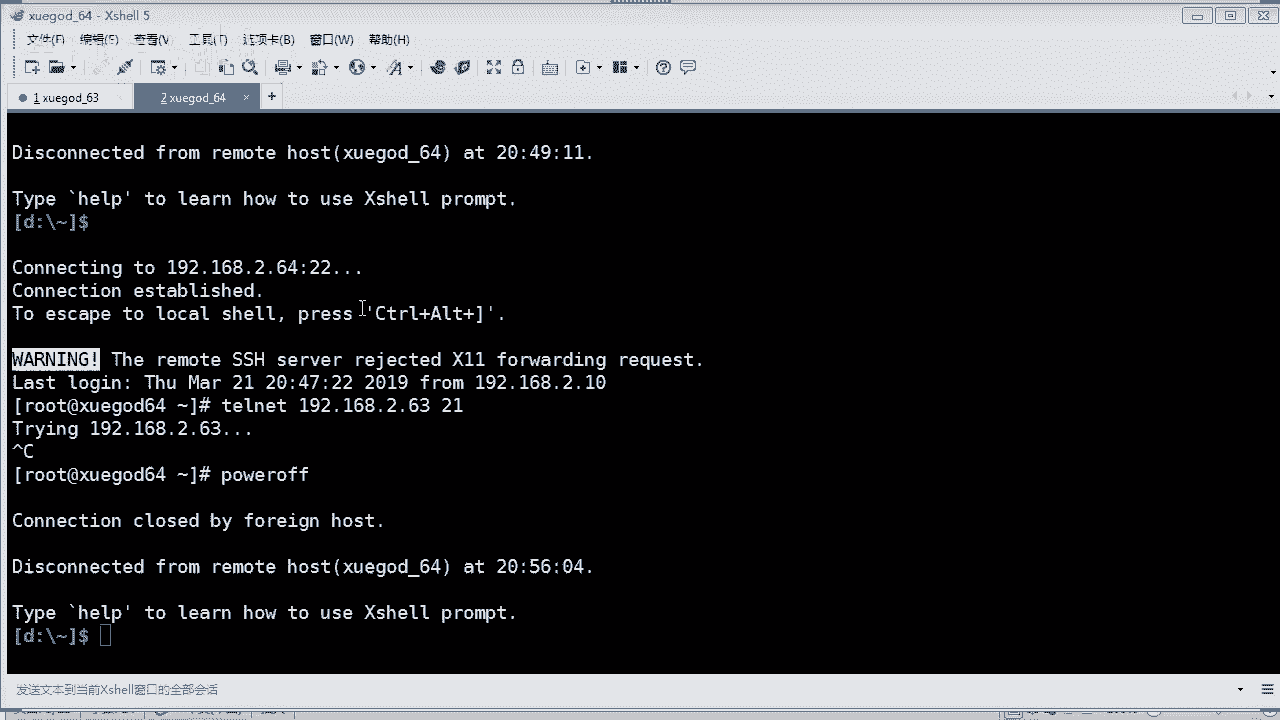 xuegod_64 - Xshell 5
文件(F) 编辑(E) 查看(V) 工具(T) 选项卡(B) 窗口(W) 帮助(H)
1 xuegod_63 2 xuegod_64 × +
Disconnected from remote host(xuegod_64) at 20:49:11.
Type `help' to learn how to use Xshell prompt.
[d:\~]$
Connecting to 192.168.2.64:22...
Connection established.
To escape to local shell, press 'Ctrl+Alt+]'.
WARNING! The remote SSH server rejected X11 forwarding request.
Last login: Thu Mar 21 20:47:22 2019 from 192.168.2.10
[root@xuegod64 ~]# telnet 192.168.2.63 21
Trying 192.168.2.63...
^C
[root@xuegod64 ~]# poweroff
Connection closed by foreign host.
Disconnected from remote host(xuegod_64) at 20:56:04.
Type `help' to learn how to use Xshell prompt.
[d:\~]$
发送文本到当前Xshell窗口的全部会话